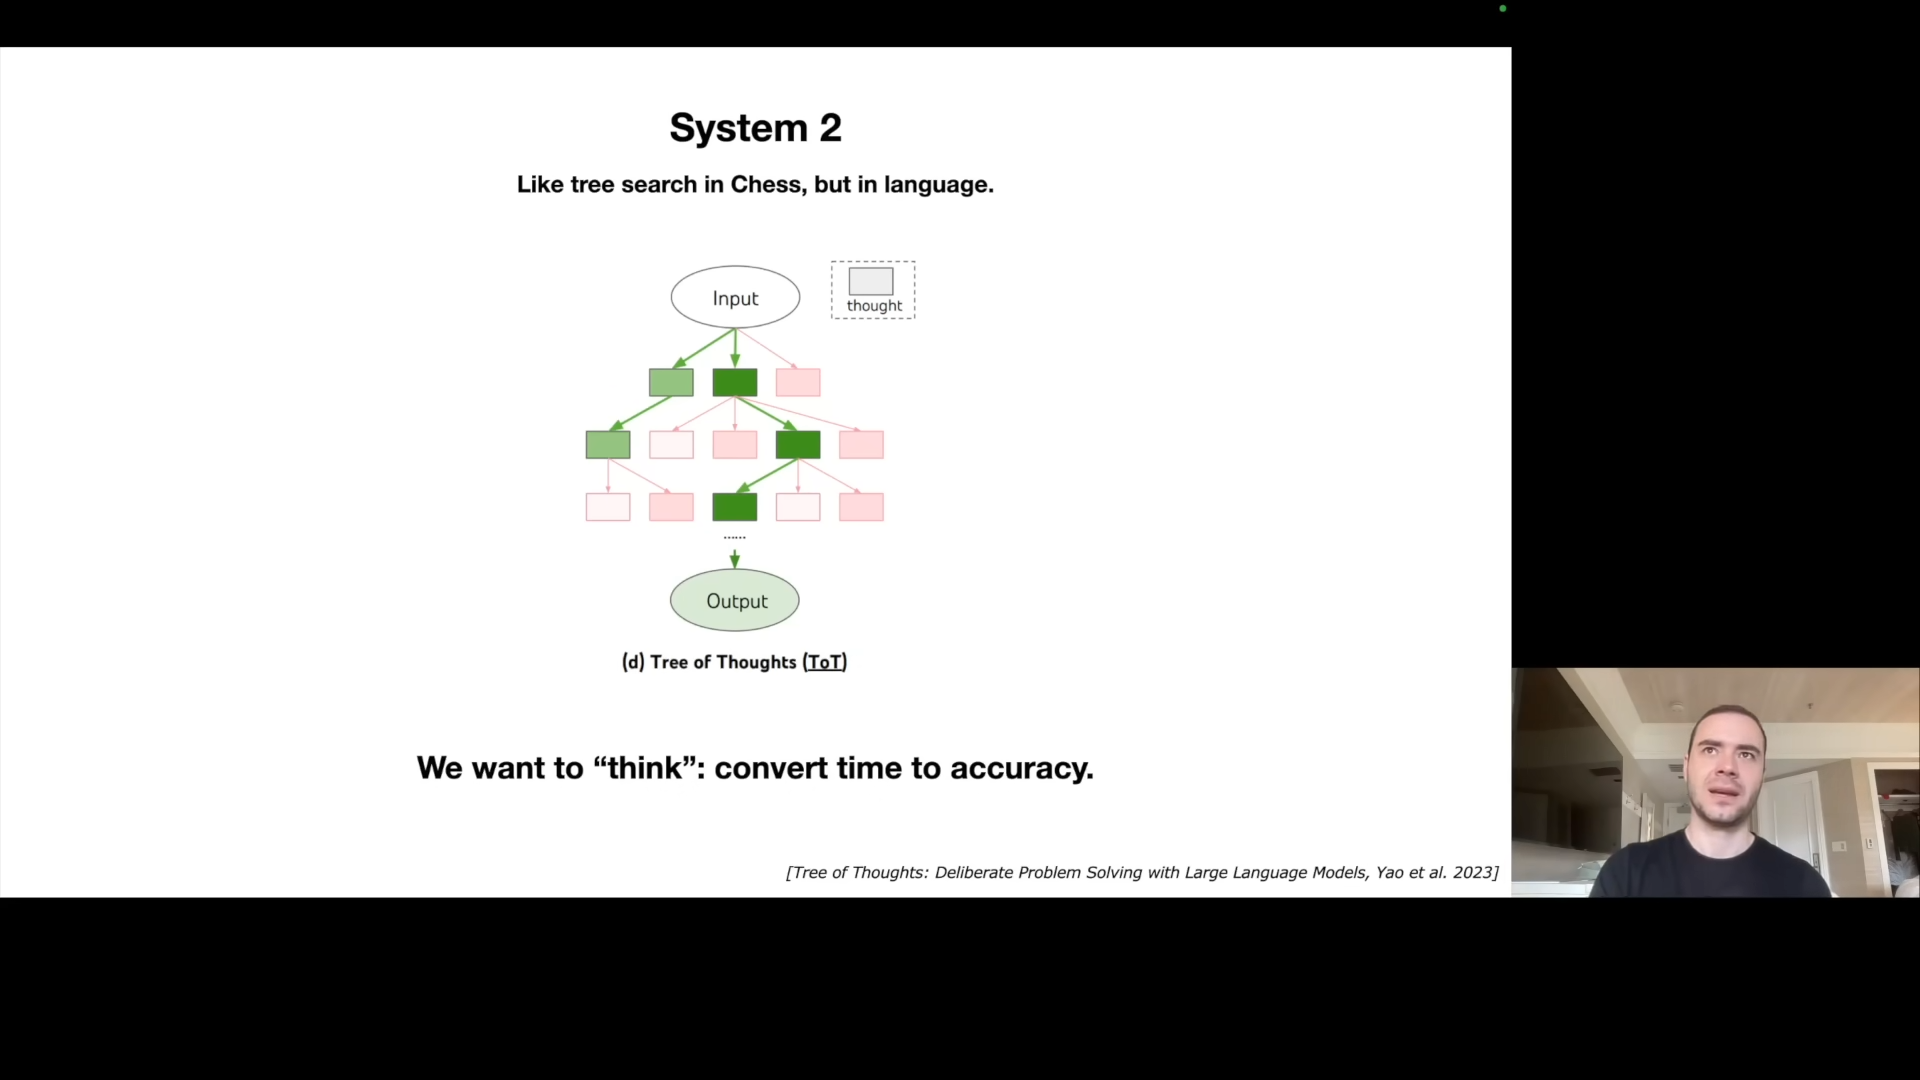 System 2
Like tree search in Chess, but in language.
Input
thought
......
Output
(d) Tree of Thoughts (ToT)
We want to “think”: convert time to accuracy.
[Tree of Thoughts: Deliberate Problem Solving with Large Language Models, Yao et al. 2023]